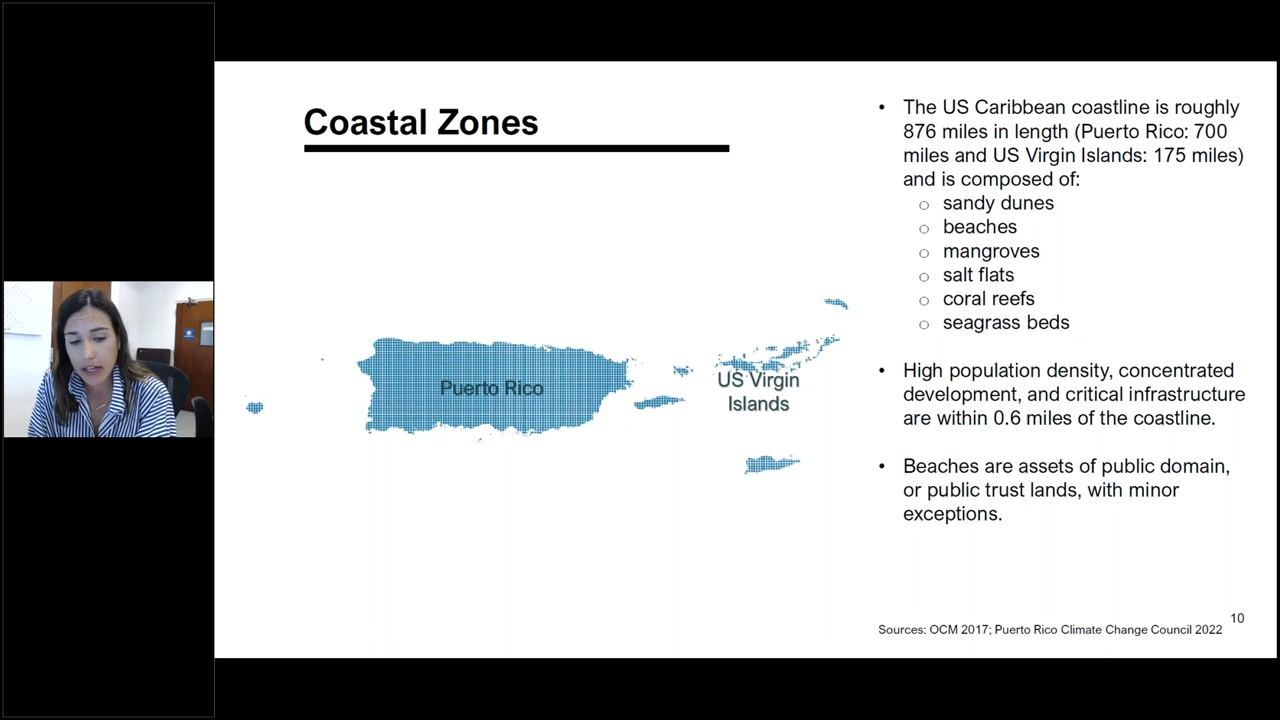 Coastal Zones
Puerto Rico
US Virgin
Islands
• The US Caribbean coastline is roughly
876 miles in length (Puerto Rico: 700
miles and US Virgin Islands: 175 miles)
and is composed of:
○ sandy dunes
○ beaches
○ mangroves
○ salt flats
○ coral reefs
○ seagrass beds
• High population density, concentrated
development, and critical infrastructure
are within 0.6 miles of the coastline.
• Beaches are assets of public domain,
or public trust lands, with minor
exceptions.
10
Sources: OCM 2017; Puerto Rico Climate Change Council 2022